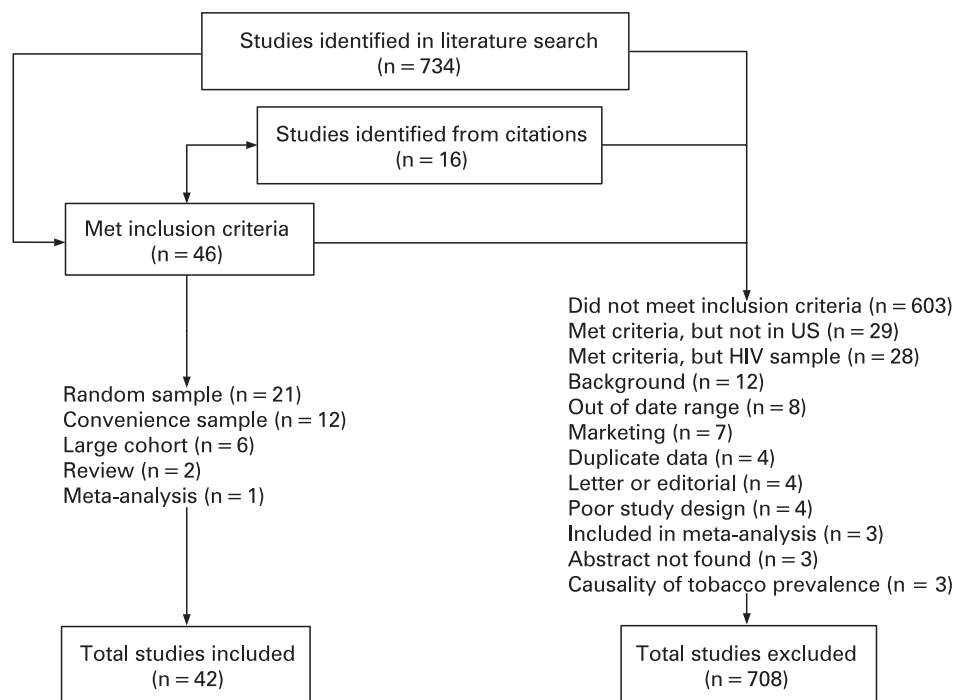 Studies identified in literature search
(n = 734)
Studies identified from citations
(n = 16)
Met inclusion criteria
(n = 46)
Random sample (n = 21)
Convenience sample (n = 12)
Large cohort (n = 6)
Review (n = 2)
Meta-analysis (n = 1)
Did not meet inclusion criteria (n = 603)
Met criteria, but not in US (n = 29)
Met criteria, but HIV sample (n = 28)
Background (n = 12)
Out of date range (n = 8)
Marketing (n = 7)
Duplicate data (n = 4)
Letter or editorial (n = 4)
Poor study design (n = 4)
Included in meta-analysis (n = 3)
Abstract not found (n = 3)
Causality of tobacco prevalence (n = 3)
Total studies included
(n = 42)
Total studies excluded
(n = 708)